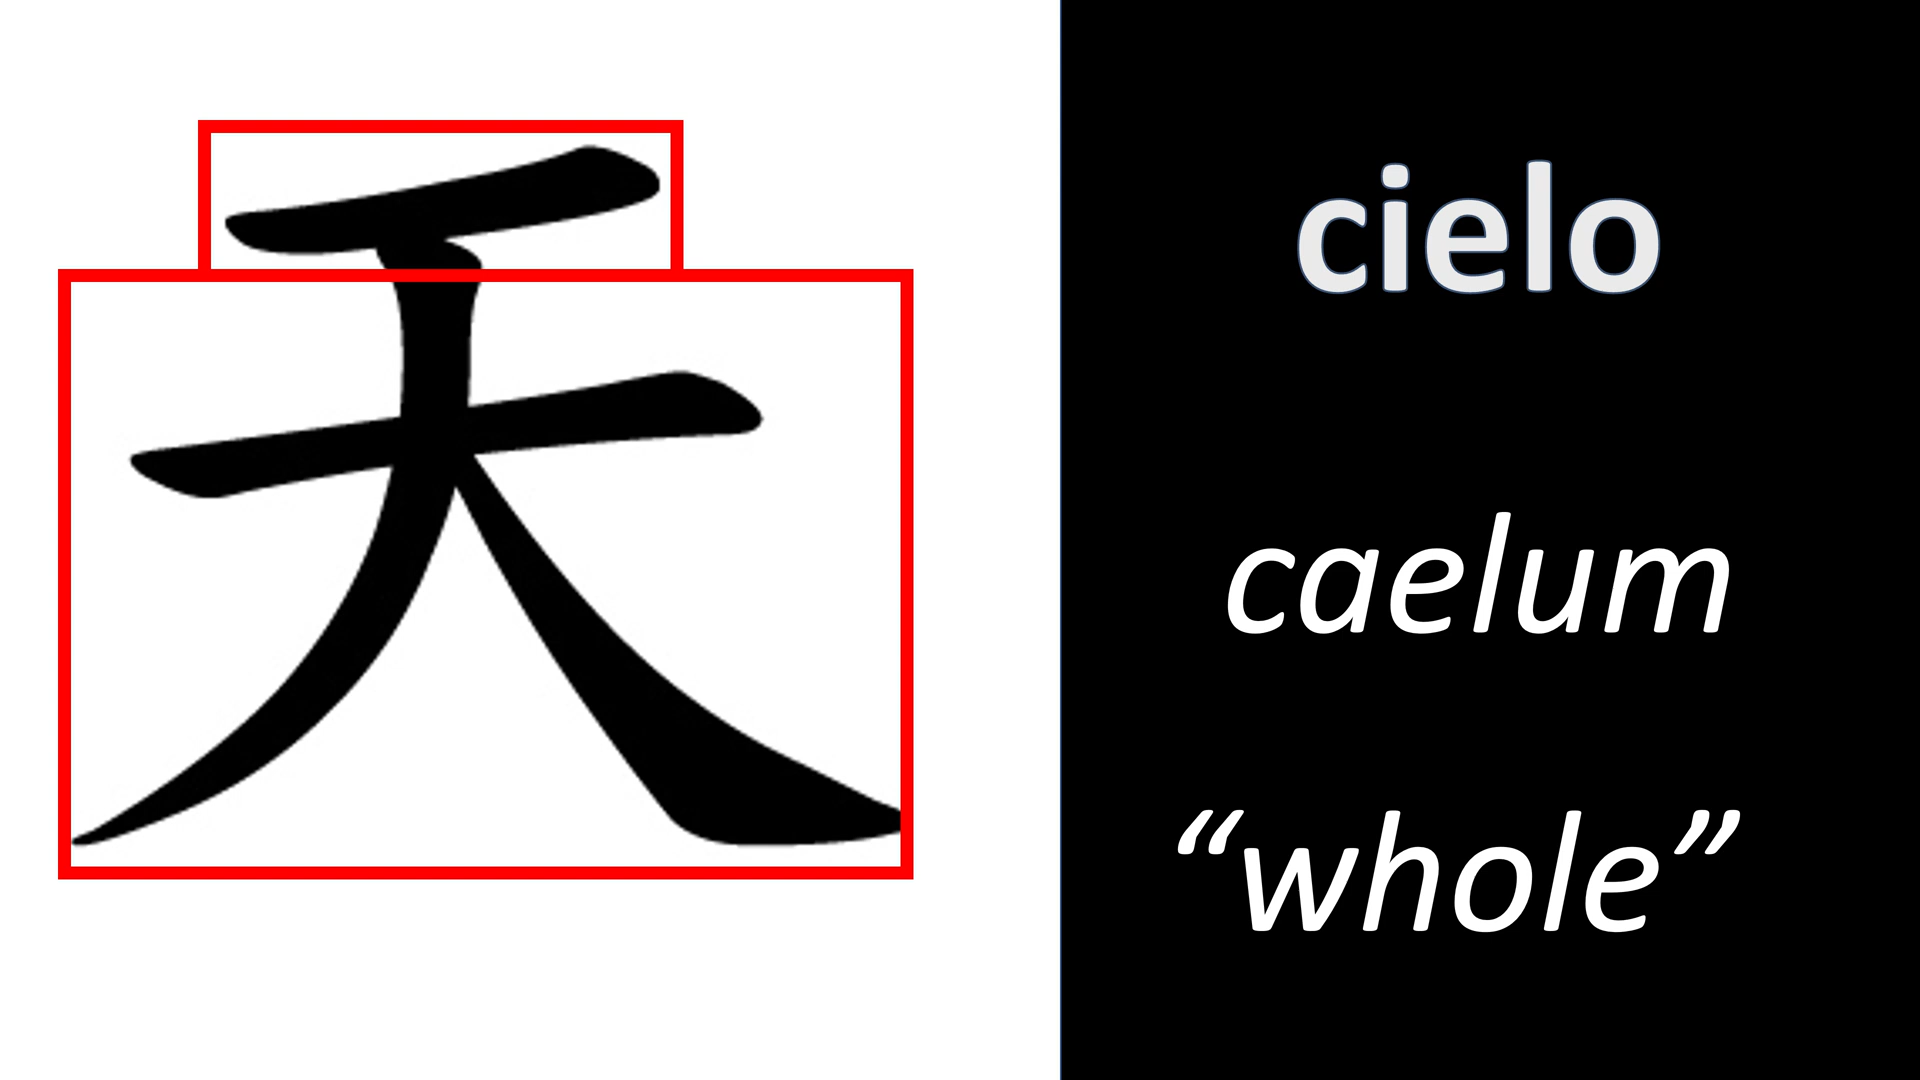 天
cielo
caelum
“whole”